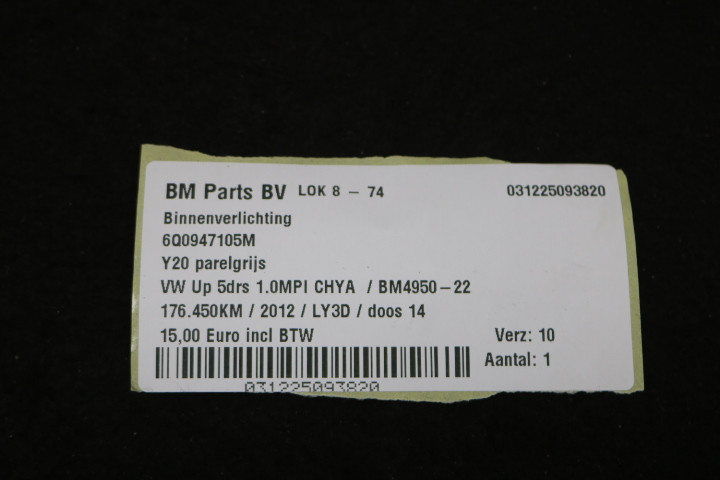 BM Parts BV LOK 8 - 74 031225093820
Binnenverlichting
6Q0947105M
Y20 parelgrijs
VW Up 5drs 1.0MPI CHYA / BM4950-22
176.450KM / 2012 / LY3D / doos 14
15,00 Euro incl BTW Verz: 10
Aantal: 1
031225093820